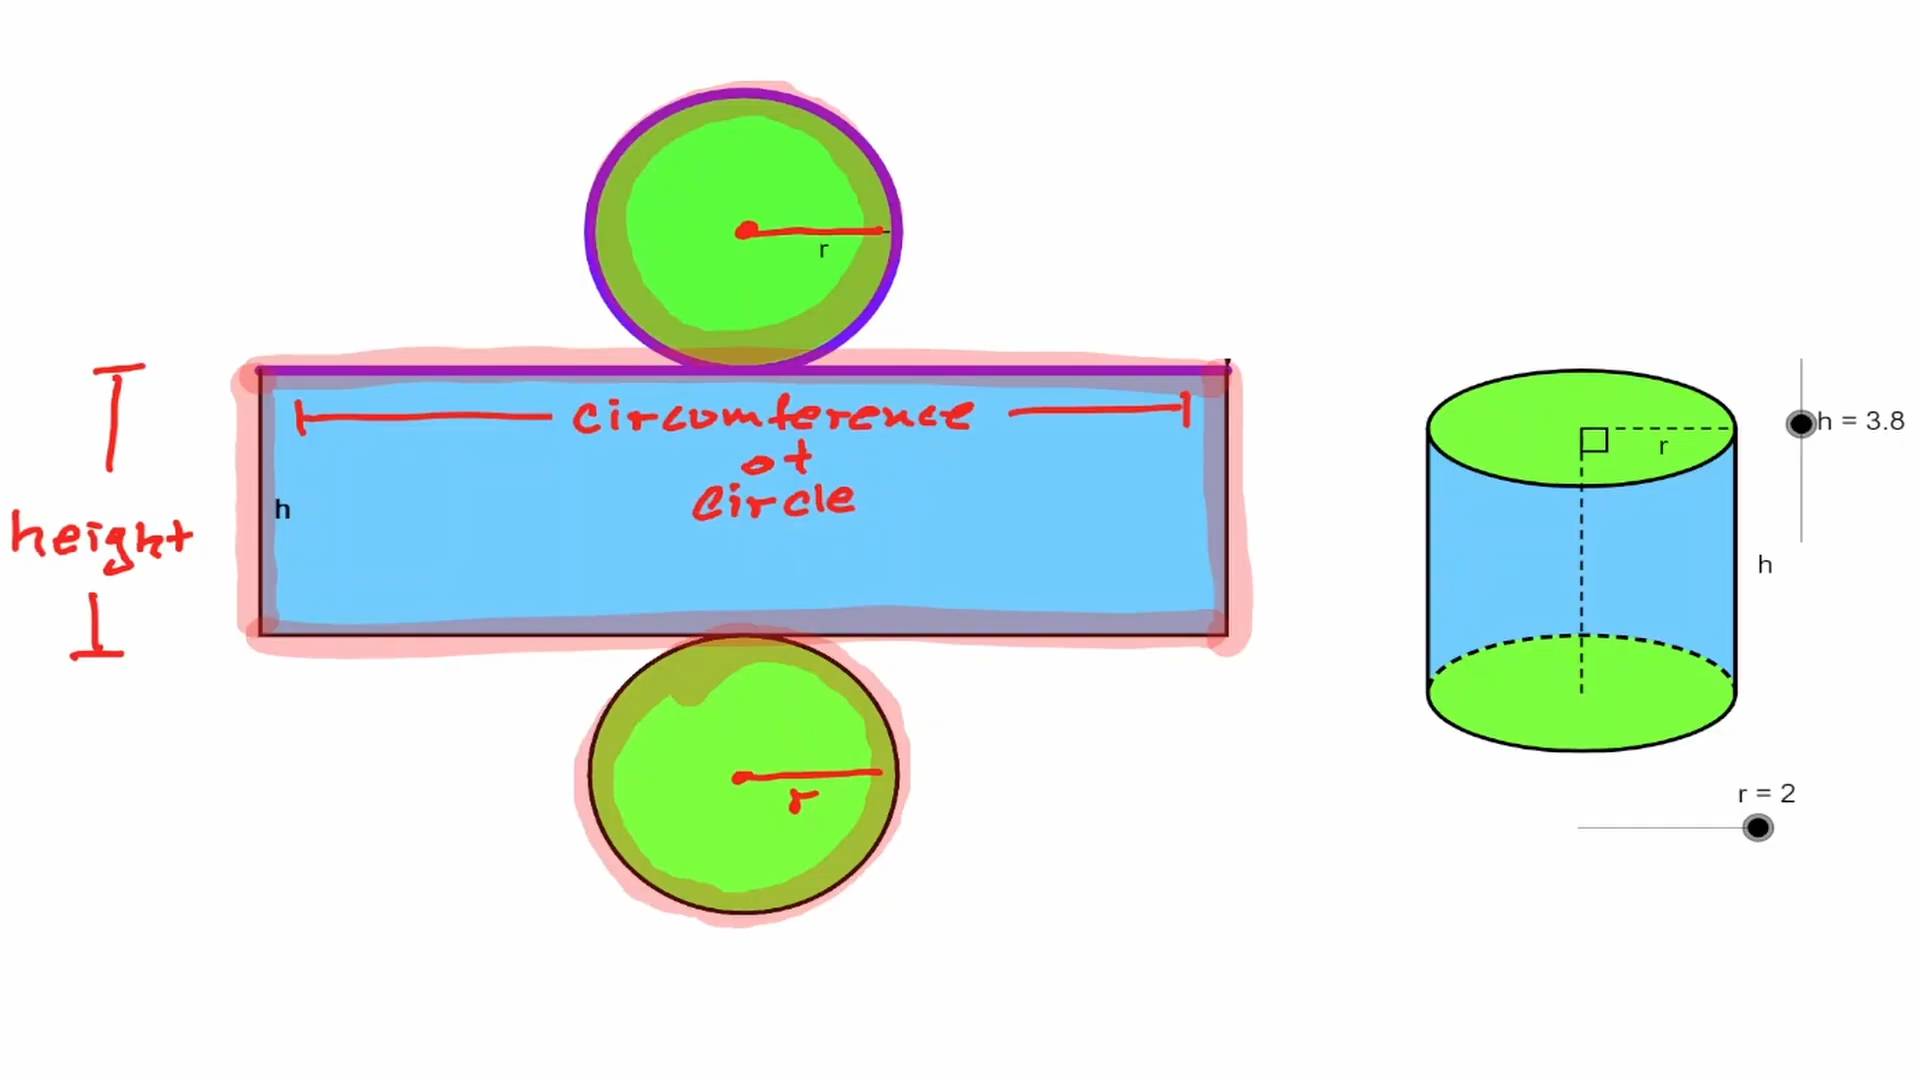 r
circumference
of
circle
h
height
r
h = 3.8
r
h
r = 2